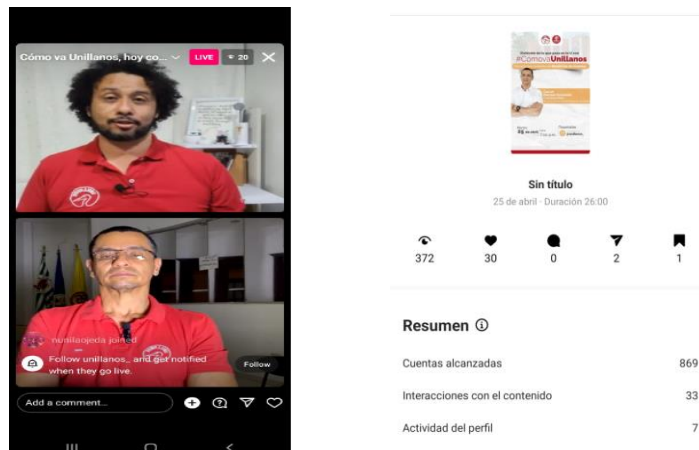 Cómo va Unillanos, hoy co...
LIVE
20
nunilaojeda joined
Follow unillanos_ and get notified
when they go live.
Follow
Add a comment...
#CómovaUnillanos
Sin título
25 de abril · Duración 26:00
372
30
0
2
1
Resumen
Cuentas alcanzadas
869
Interacciones con el contenido
33
Actividad del perfil
7